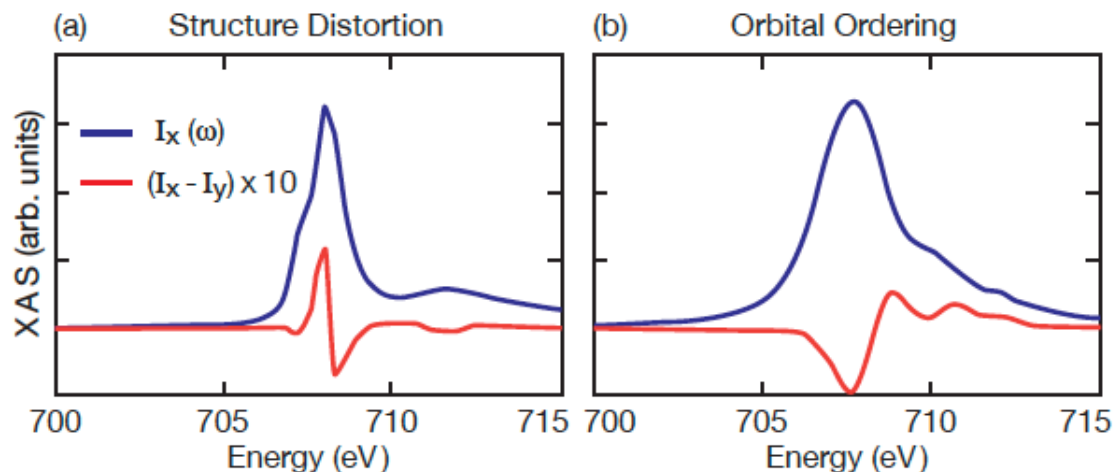 (a) Structure Distortion
(b) Orbital Ordering
XAS (arb. units)
Ix (ω)
(Ix - Iy) x 10
700 705 710 715
700 705 710 715
Energy (eV)
Energy (eV)